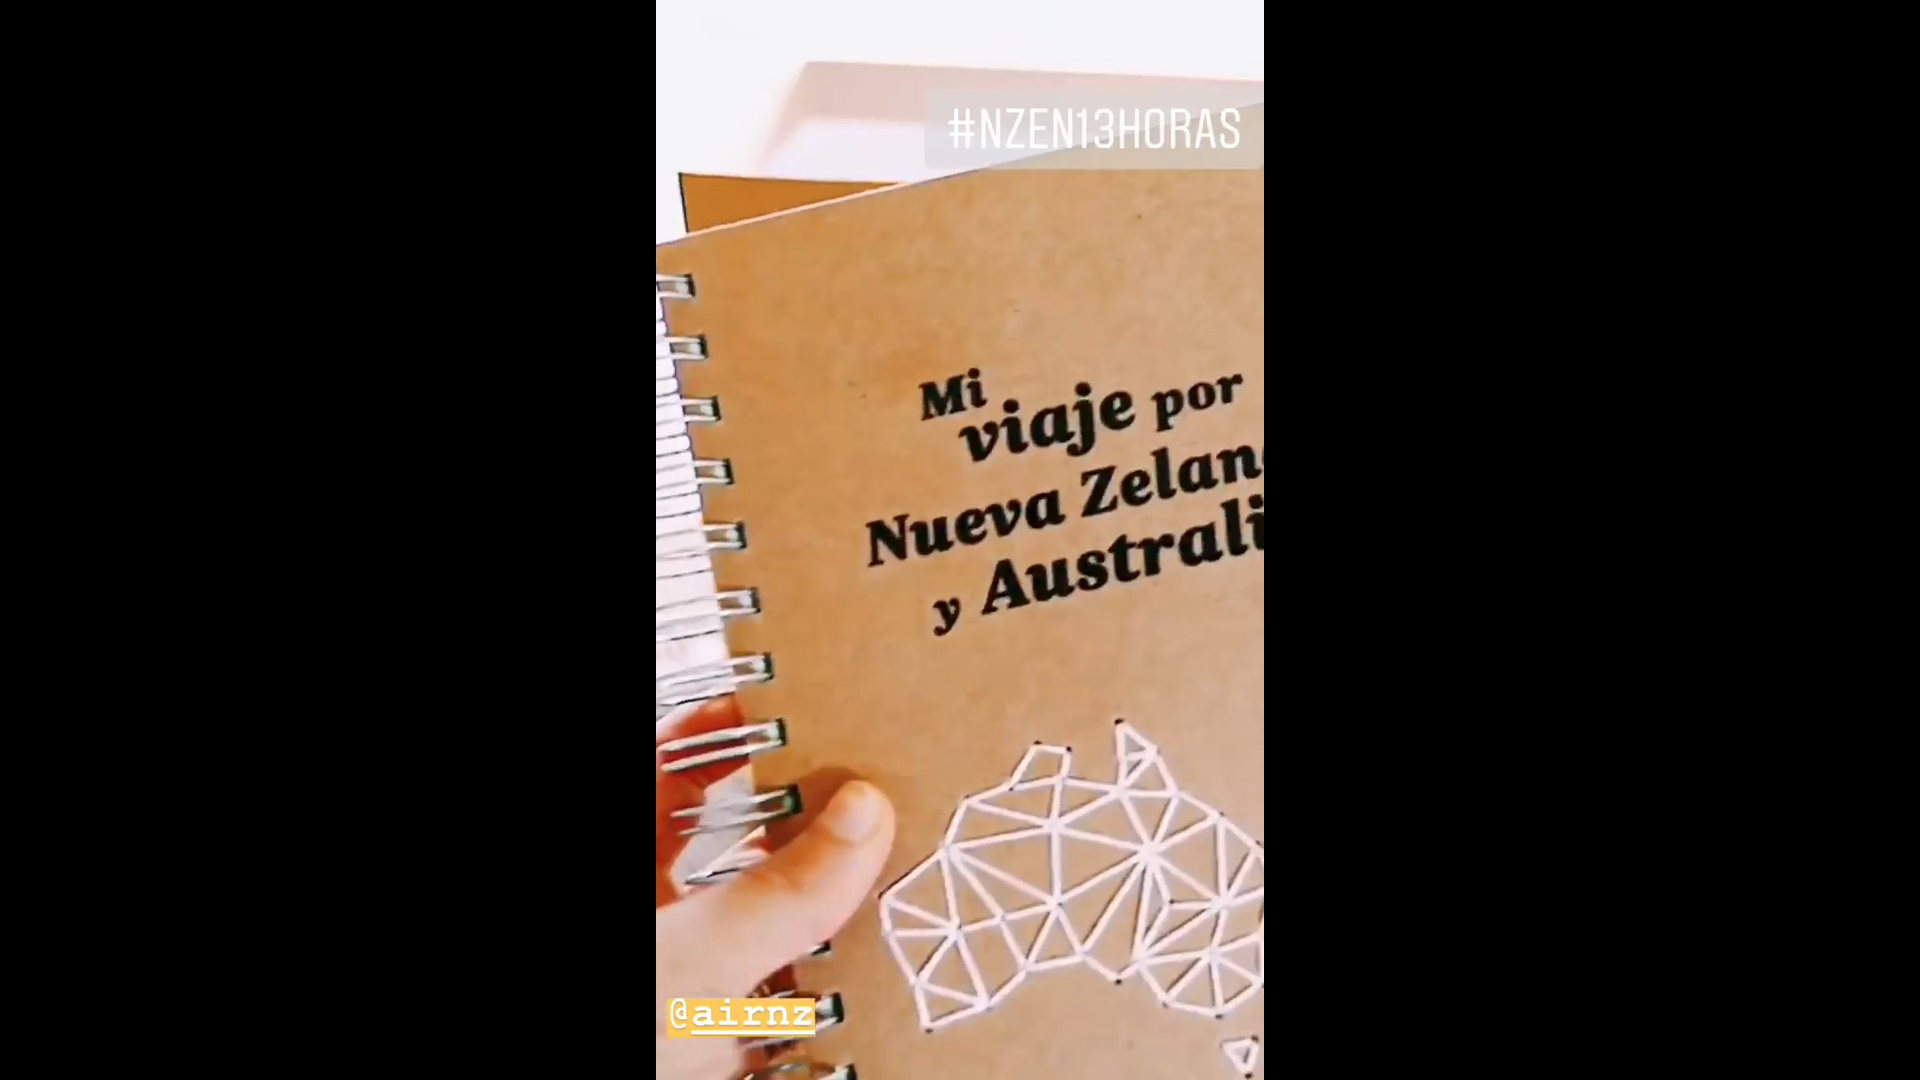 #NZEN13HORAS
Mi
viaje por
Nueva Zelan
y Australi
@airnz